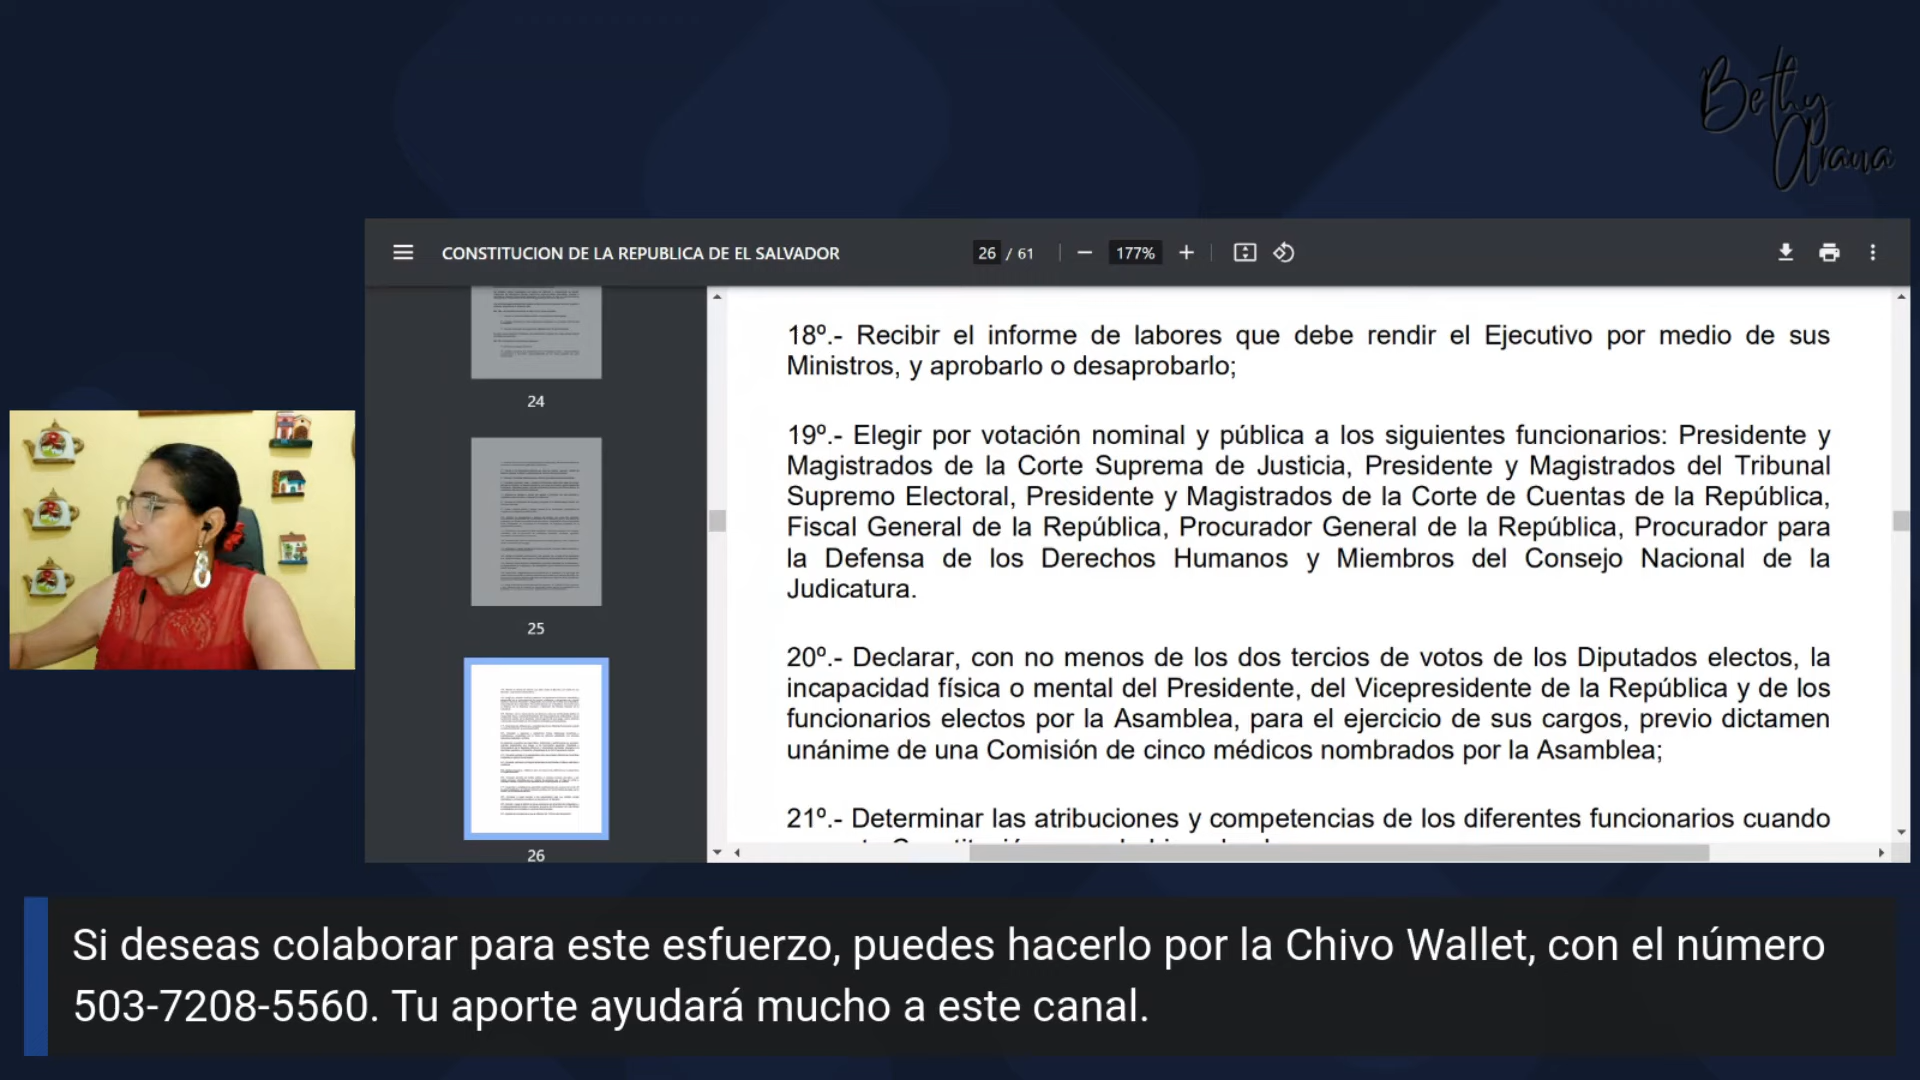 Bethy
Arana
CONSTITUCION DE LA REPUBLICA DE EL SALVADOR
26 / 61
177%
24
25
26
18º.- Recibir el informe de labores que debe rendir el Ejecutivo por medio de sus
Ministros, y aprobarlo o desaprobarlo;
19º.- Elegir por votación nominal y pública a los siguientes funcionarios: Presidente y
Magistrados de la Corte Suprema de Justicia, Presidente y Magistrados del Tribunal
Supremo Electoral, Presidente y Magistrados de la Corte de Cuentas de la República,
Fiscal General de la República, Procurador General de la República, Procurador para
la Defensa de los Derechos Humanos y Miembros del Consejo Nacional de la
Judicatura.
20º.- Declarar, con no menos de los dos tercios de votos de los Diputados electos, la
incapacidad física o mental del Presidente, del Vicepresidente de la República y de los
funcionarios electos por la Asamblea, para el ejercicio de sus cargos, previo dictamen
unánime de una Comisión de cinco médicos nombrados por la Asamblea;
21º.- Determinar las atribuciones y competencias de los diferentes funcionarios cuando
Si deseas colaborar para este esfuerzo, puedes hacerlo por la Chivo Wallet, con el número
503-7208-5560. Tu aporte ayudará mucho a este canal.